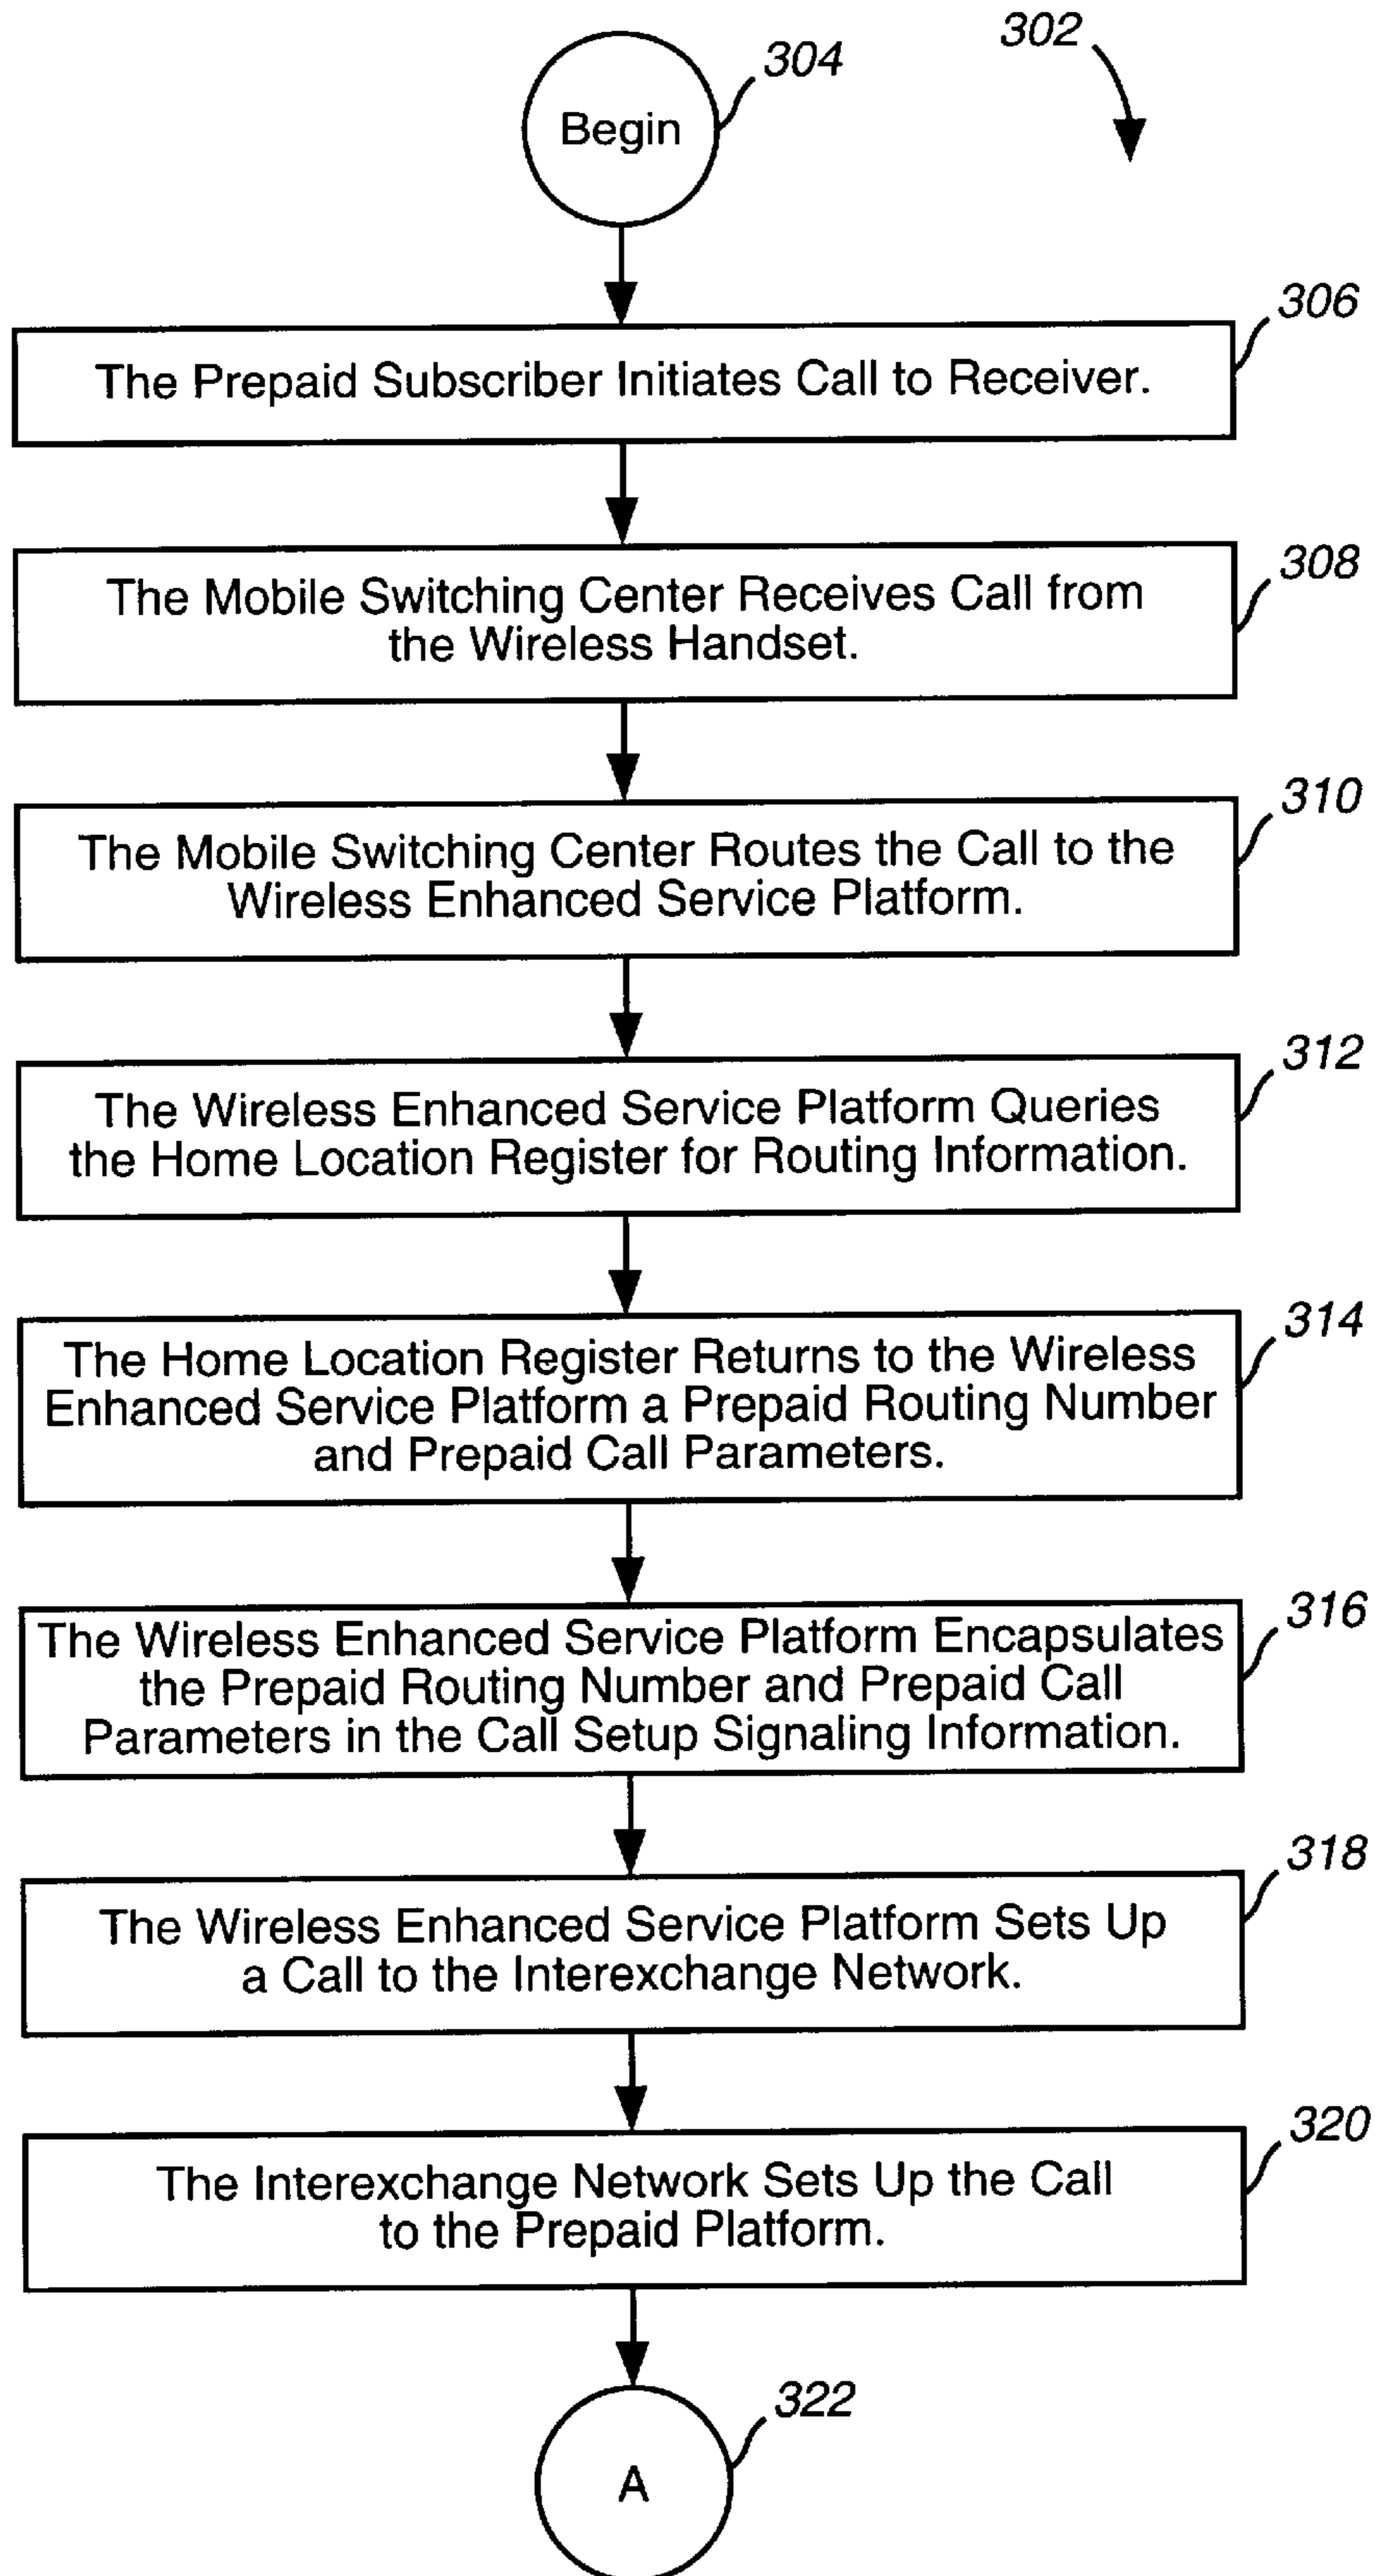 302
304
Begin
306
The Prepaid Subscriber Initiates Call to Receiver.
308
The Mobile Switching Center Receives Call from
the Wireless Handset.
310
The Mobile Switching Center Routes the Call to the
Wireless Enhanced Service Platform.
312
The Wireless Enhanced Service Platform Queries
the Home Location Register for Routing Information.
314
The Home Location Register Returns to the Wireless
Enhanced Service Platform a Prepaid Routing Number
and Prepaid Call Parameters.
316
The Wireless Enhanced Service Platform Encapsulates
the Prepaid Routing Number and Prepaid Call
Parameters in the Call Setup Signaling Information.
318
The Wireless Enhanced Service Platform Sets Up
a Call to the Interexchange Network.
320
The Interexchange Network Sets Up the Call
to the Prepaid Platform.
322
A